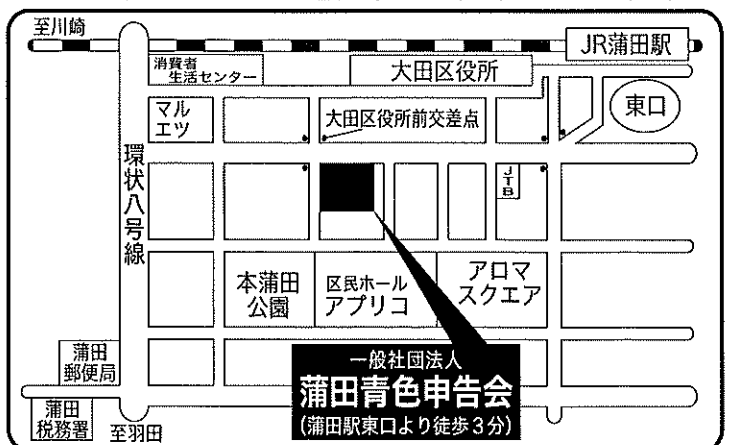 至川崎
JR蒲田駅
消費者
生活センター
大田区役所
マル
エツ
大田区役所前交差点
東口
環状八号線
JTB
本蒲田
公園
区民ホール
アプリコ
アロマ
スクエア
蒲田
郵便局
一般社団法人
蒲田青色申告会
(蒲田駅東口より徒歩3分)
蒲田
税務署
至羽田